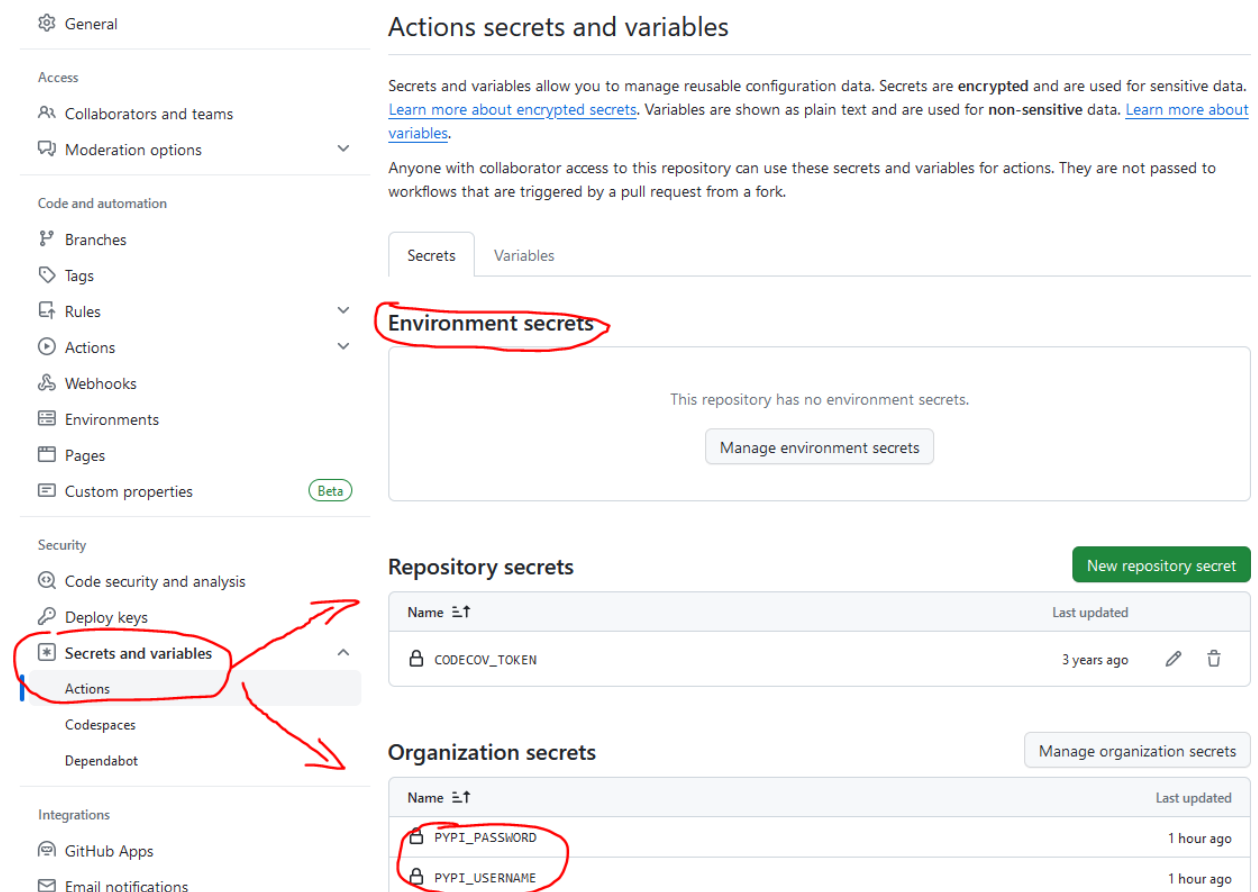 General
Access
Collaborators and teams
Moderation options
Code and automation
Branches
Tags
Rules
Actions
Webhooks
Environments
Pages
Custom properties
Beta
Security
Code security and analysis
Deploy keys
Secrets and variables
Actions
Codespaces
Dependabot
Integrations
GitHub Apps
Email notifications
Actions secrets and variables
Secrets and variables allow you to manage reusable configuration data. Secrets are encrypted and are used for sensitive data.
Learn more about encrypted secrets. Variables are shown as plain text and are used for non-sensitive data. Learn more about
variables.
Anyone with collaborator access to this repository can use these secrets and variables for actions. They are not passed to
workflows that are triggered by a pull request from a fork.
Secrets Variables
Environment secrets
This repository has no environment secrets.
Manage environment secrets
Repository secrets New repository secret
Name Last updated
CODECOV_TOKEN 3 years ago
Organization secrets Manage organization secrets
Name Last updated
PYPI_PASSWORD 1 hour ago
PYPI_USERNAME 1 hour ago